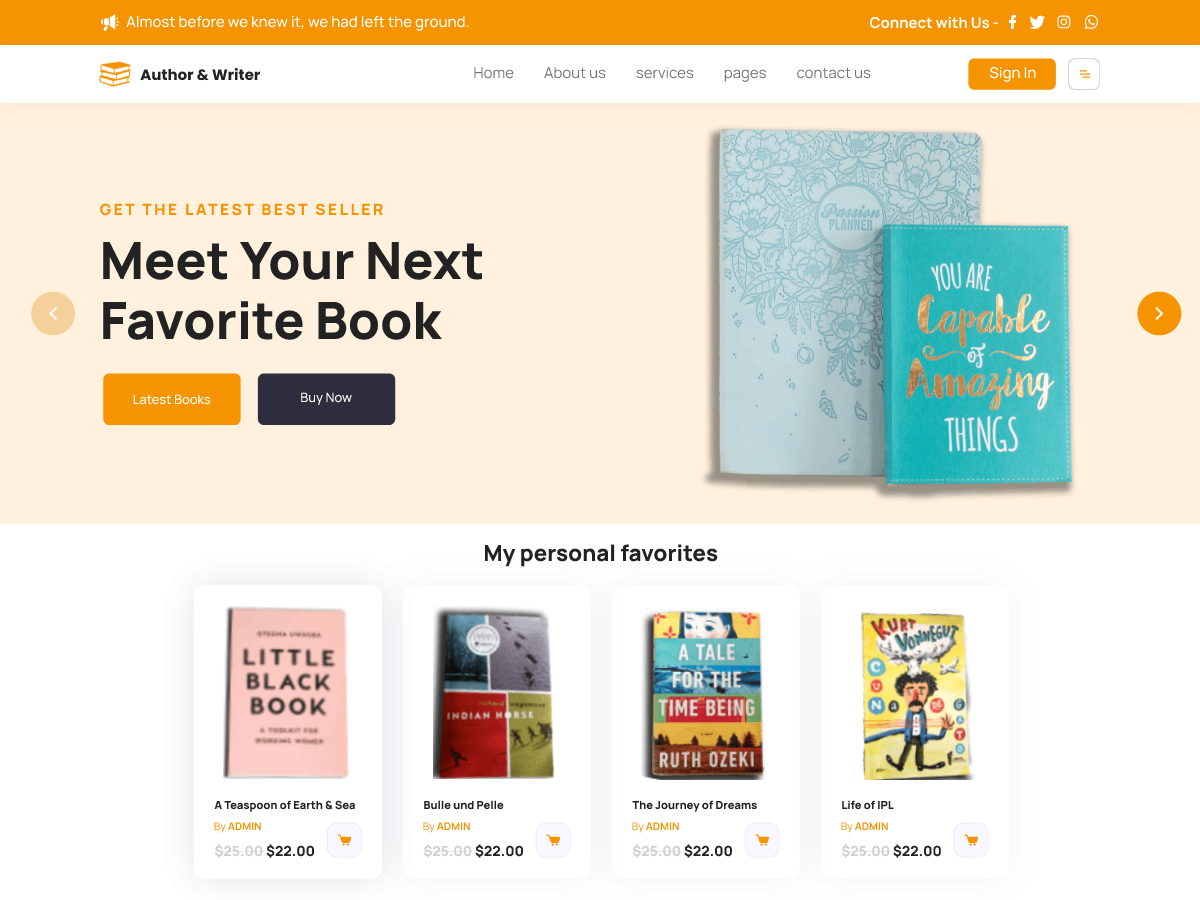 Almost before we knew it, we had left the ground.
Connect with Us -
Author & Writer
Home
About us
services
pages
contact us
Sign In
GET THE LATEST BEST SELLER
Meet Your Next
Favorite Book
Latest Books
Buy Now
Passion
PLANNER
YOU ARE
Capable
of
Amazing
THINGS
My personal favorites
OTEGHA UWAGBA
LITTLE
BLACK
BOOK
A TOOLKIT FOR
WORKING WOMEN
richard wagamese
INDIAN HORSE
A TALE
FOR THE
TIME BEING
RUTH OZEKI
KURT
VONNEGUT
CUNA
DE
GATO
A Teaspoon of Earth & Sea
By ADMIN
$25.00 $22.00
Bulle und Pelle
By ADMIN
$25.00 $22.00
The Journey of Dreams
By ADMIN
$25.00 $22.00
Life of IPL
By ADMIN
$25.00 $22.00